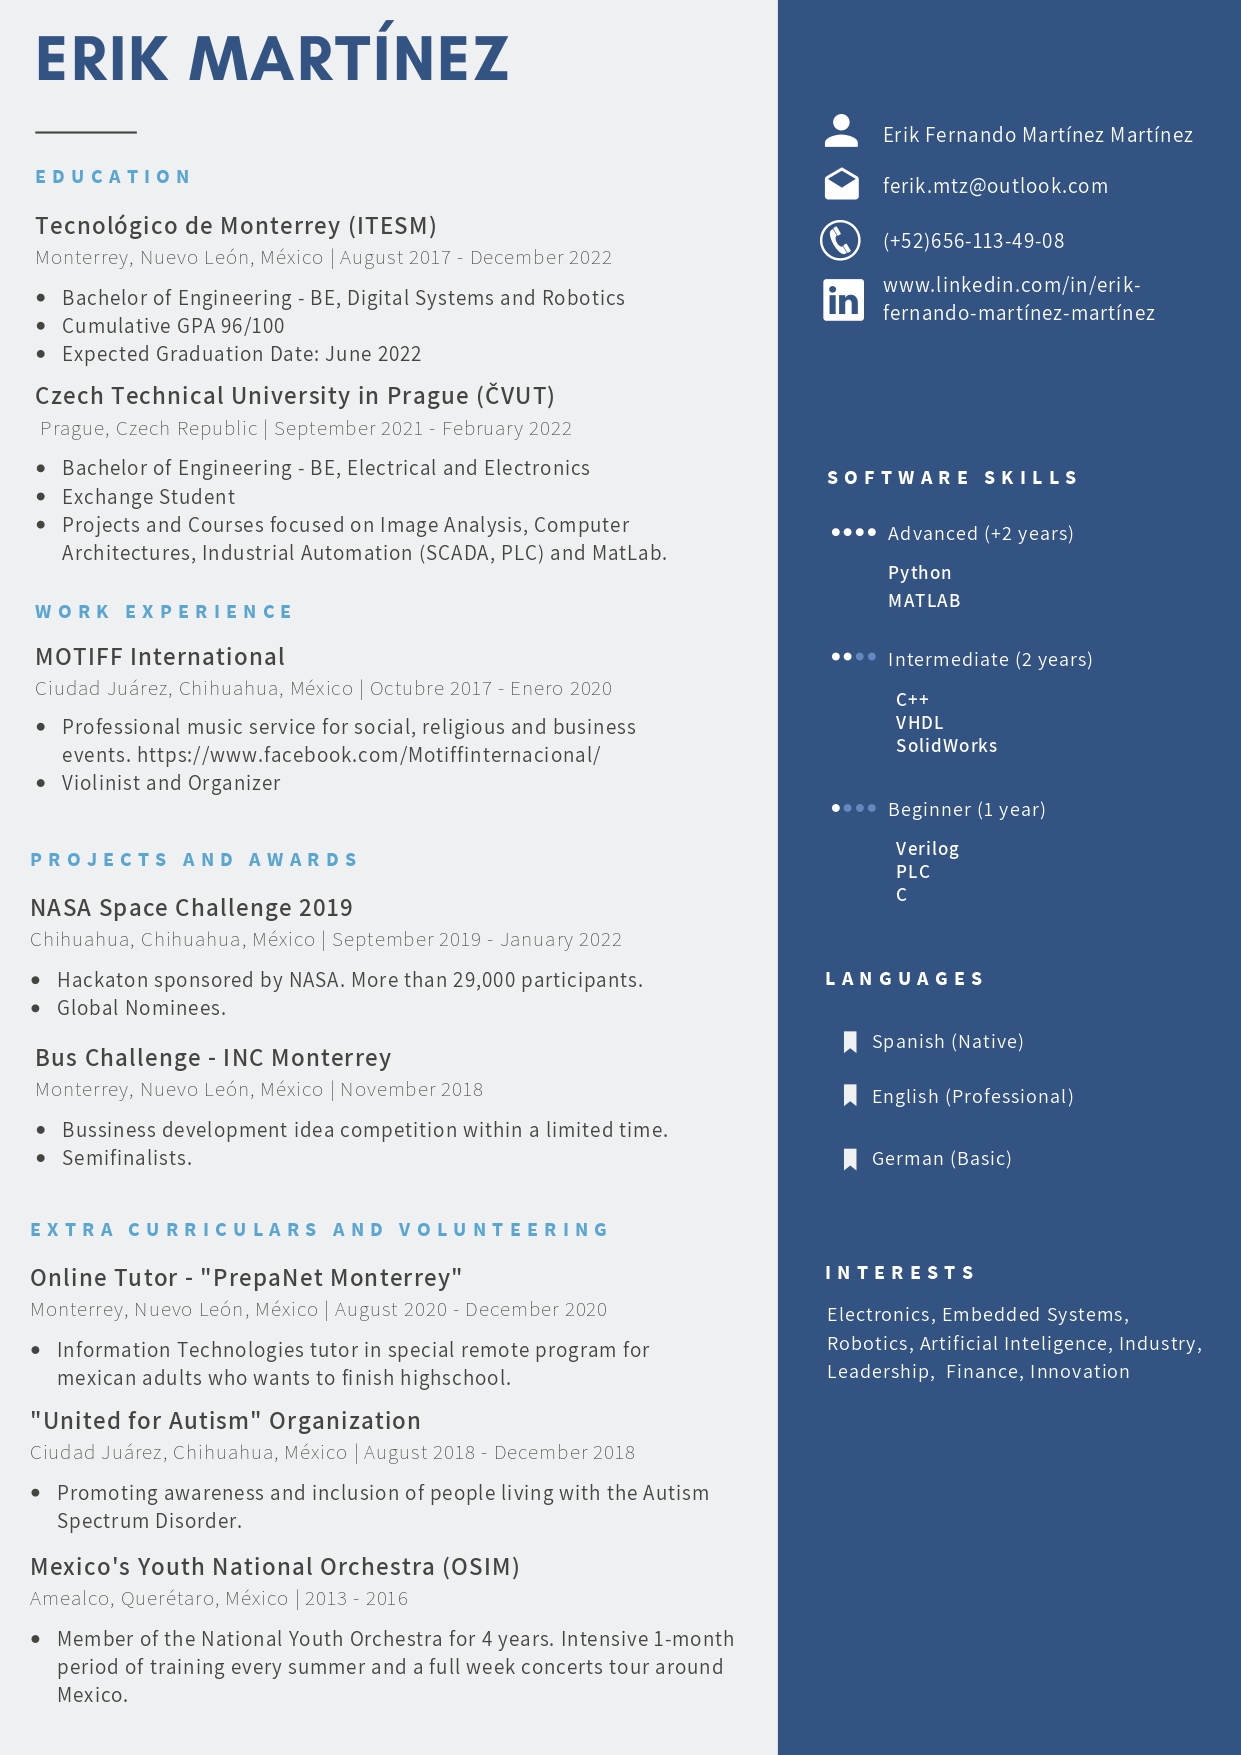 ERIK MARTÍNEZ
EDUCATION
Tecnológico de Monterrey (ITESM)
Monterrey, Nuevo León, México | August 2017 - December 2022
• Bachelor of Engineering - BE, Digital Systems and Robotics
• Cumulative GPA 96/100
• Expected Graduation Date: June 2022
Czech Technical University in Prague (ČVUT)
Prague, Czech Republic | September 2021 - February 2022
• Bachelor of Engineering - BE, Electrical and Electronics
• Exchange Student
• Projects and Courses focused on Image Analysis, Computer
Architectures, Industrial Automation (SCADA, PLC) and MatLab.
WORK EXPERIENCE
MOTIFF International
Ciudad Juárez, Chihuahua, México | Octubre 2017 - Enero 2020
• Professional music service for social, religious and business
events. https://www.facebook.com/Motiffinternacional/
• Violinist and Organizer
PROJECTS AND AWARDS
NASA Space Challenge 2019
Chihuahua, Chihuahua, México | September 2019 - January 2022
• Hackaton sponsored by NASA. More than 29,000 participants.
• Global Nominees.
Bus Challenge - INC Monterrey
Monterrey, Nuevo León, México | November 2018
• Bussiness development idea competition within a limited time.
• Semifinalists.
EXTRA CURRICULARS AND VOLUNTEERING
Online Tutor - "PrepaNet Monterrey"
Monterrey, Nuevo León, México | August 2020 - December 2020
• Information Technologies tutor in special remote program for
mexican adults who wants to finish highschool.
"United for Autism" Organization
Ciudad Juárez, Chihuahua, México | August 2018 - December 2018
• Promoting awareness and inclusion of people living with the Autism
Spectrum Disorder.
Mexico's Youth National Orchestra (OSIM)
Amealco, Querétaro, México | 2013 - 2016
• Member of the National Youth Orchestra for 4 years. Intensive 1-month
period of training every summer and a full week concerts tour around
Mexico.
Erik Fernando Martínez Martínez
ferik.mtz@outlook.com
(+52)656-113-49-08
in
www.linkedin.com/in/erik-
fernando-martínez-martínez
SOFTWARE SKILLS
Advanced (+2 years)
Python
MATLAB
Intermediate (2 years)
C++
VHDL
SolidWorks
Beginner (1 year)
Verilog
PLC
C
LANGUAGES
Spanish (Native)
English (Professional)
German (Basic)
INTERESTS
Electronics, Embedded Systems,
Robotics, Artificial Inteligence, Industry,
Leadership,  Finance, Innovation